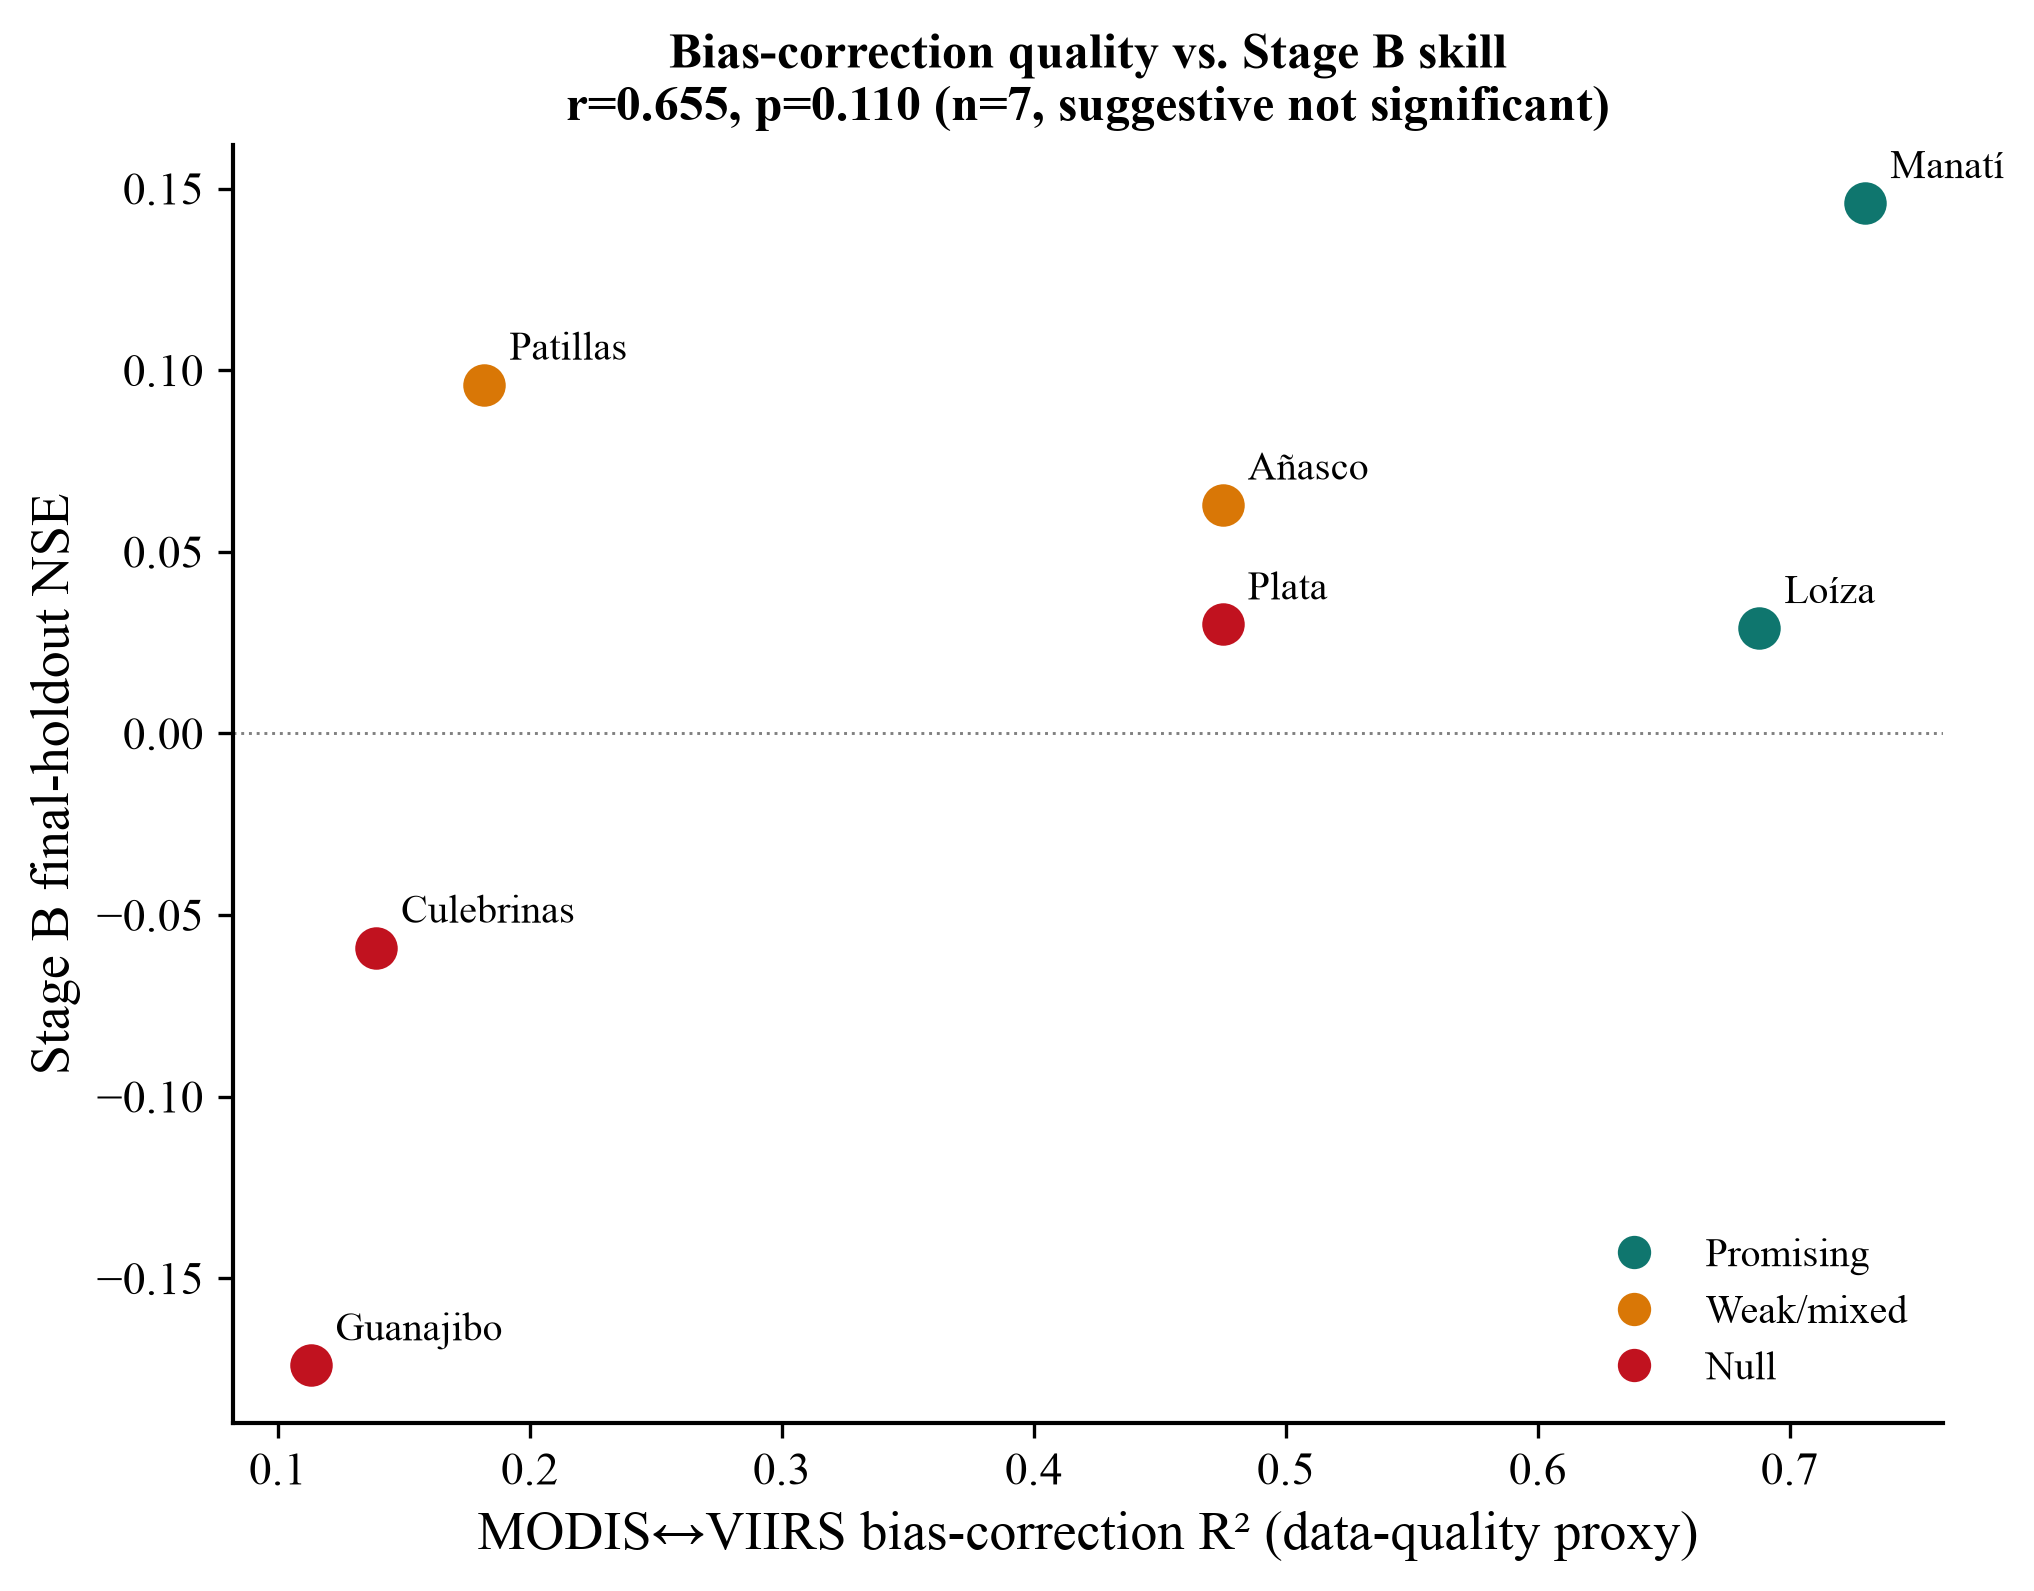 Bias-correction quality vs. Stage B skill
r=0.655, p=0.110 (n=7, suggestive not significant)
Manatí
0.15
Patillas
0.10
Añasco
0.05
Plata
Loíza
0.00
Stage B final-holdout NSE
Culebrinas
−0.05
−0.10
−0.15
Guanajibo
Promising
Weak/mixed
Null
0.1 0.2 0.3 0.4 0.5 0.6 0.7
MODIS↔VIIRS bias-correction R² (data-quality proxy)